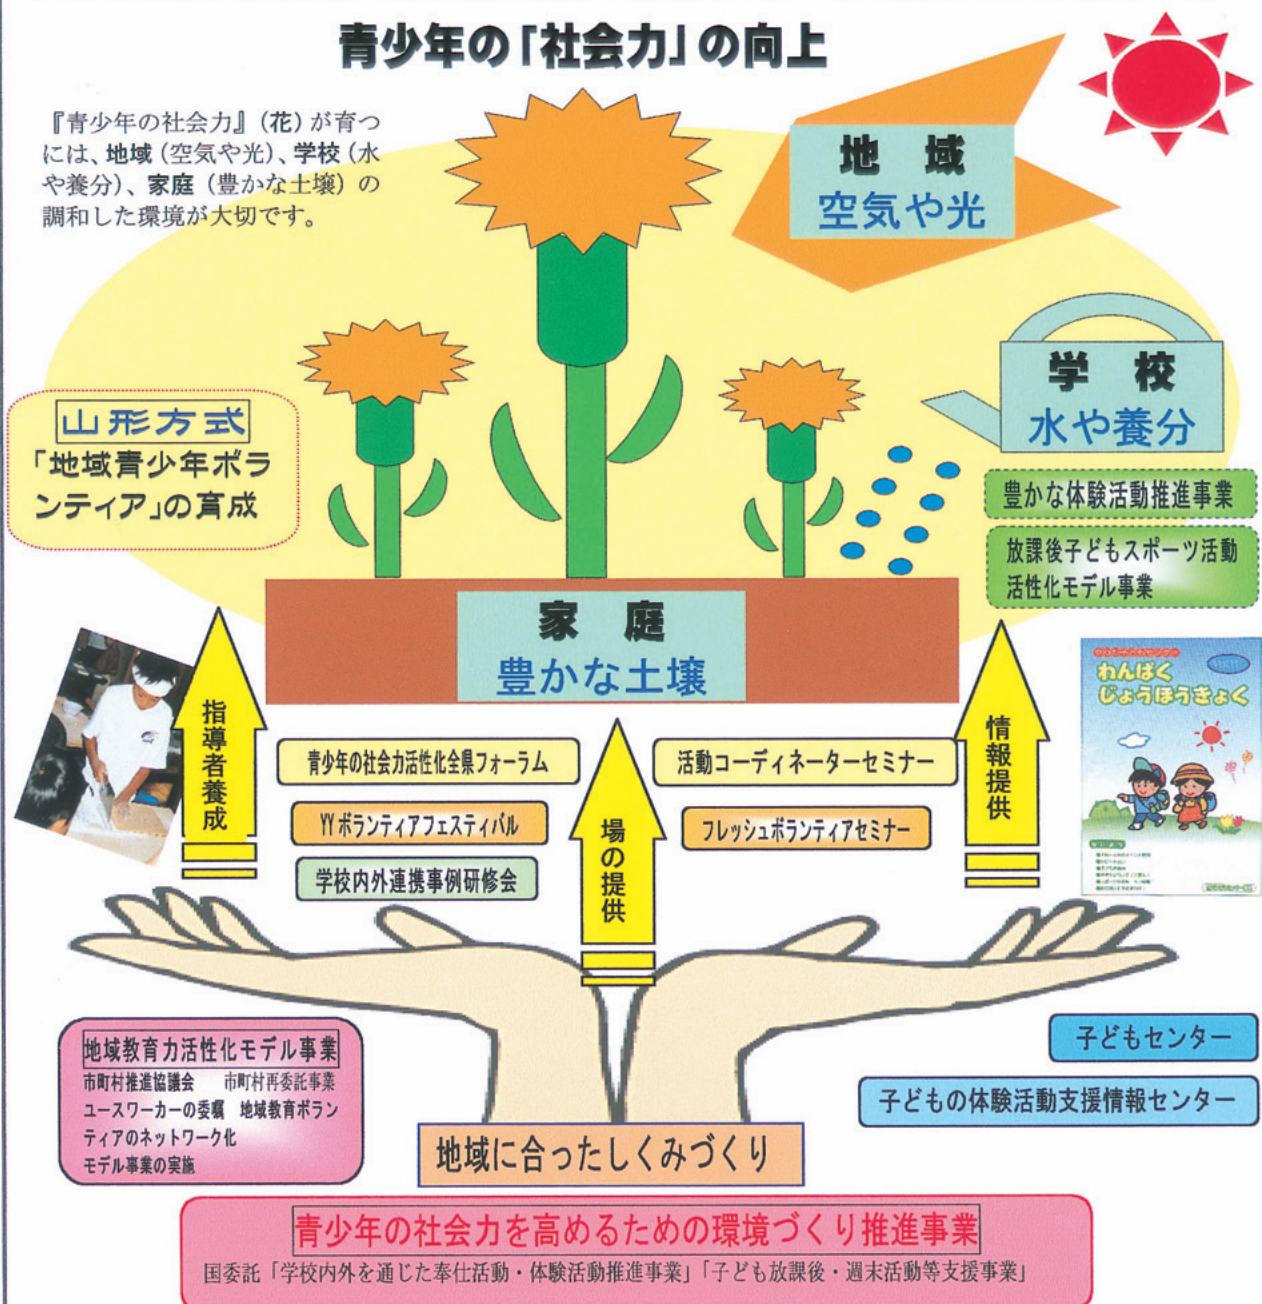 青少年の「社会力」の向上
『青少年の社会力』(花)が育つ
には、地域(空気や光)、学校(水
や養分)、家庭(豊かな土壌)の
調和した環境が大切です。
地 域
空気や光
学 校
水や養分
山形方式
「地域青少年ボラ
ンティア」の育成
豊かな体験活動推進事業
放課後子どもスポーツ活動
活性化モデル事業
家 庭
豊かな土壌
指導者養成
青少年の社会力活性化全県フォーラム
YYボランティアフェスティバル
学校内外連携事例研修会
場の提供
活動コーディネーターセミナー
フレッシュボランティアセミナー
情報提供
わんぱく
じょうほうきょく
地域教育力活性化モデル事業
市町村推進協議会 市町村再委託事業
ユースワーカーの委嘱 地域教育ボラン
ティアのネットワーク化
モデル事業の実施
子どもセンター
子どもの体験活動支援情報センター
地域に合ったしくみづくり
青少年の社会力を高めるための環境づくり推進事業
国委託「学校内外を通じた奉仕活動・体験活動推進事業」「子ども放課後・週末活動等支援事業」